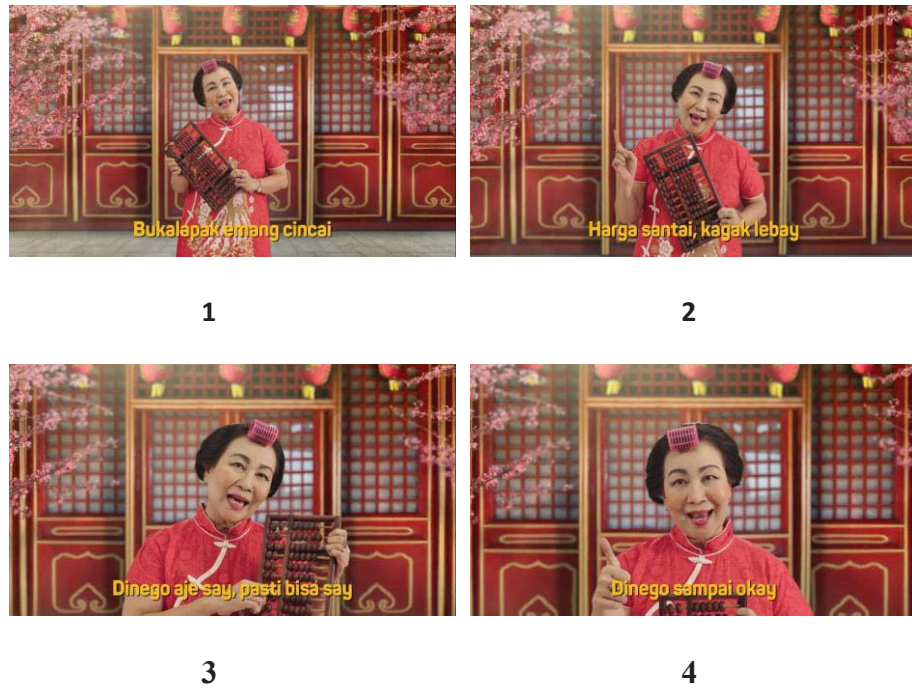 Bukalapak emang cincai
Harga santai, kagak lebay
1
2
Dinego aje say, pasti bisa say
Dinego sampai okay
3
4